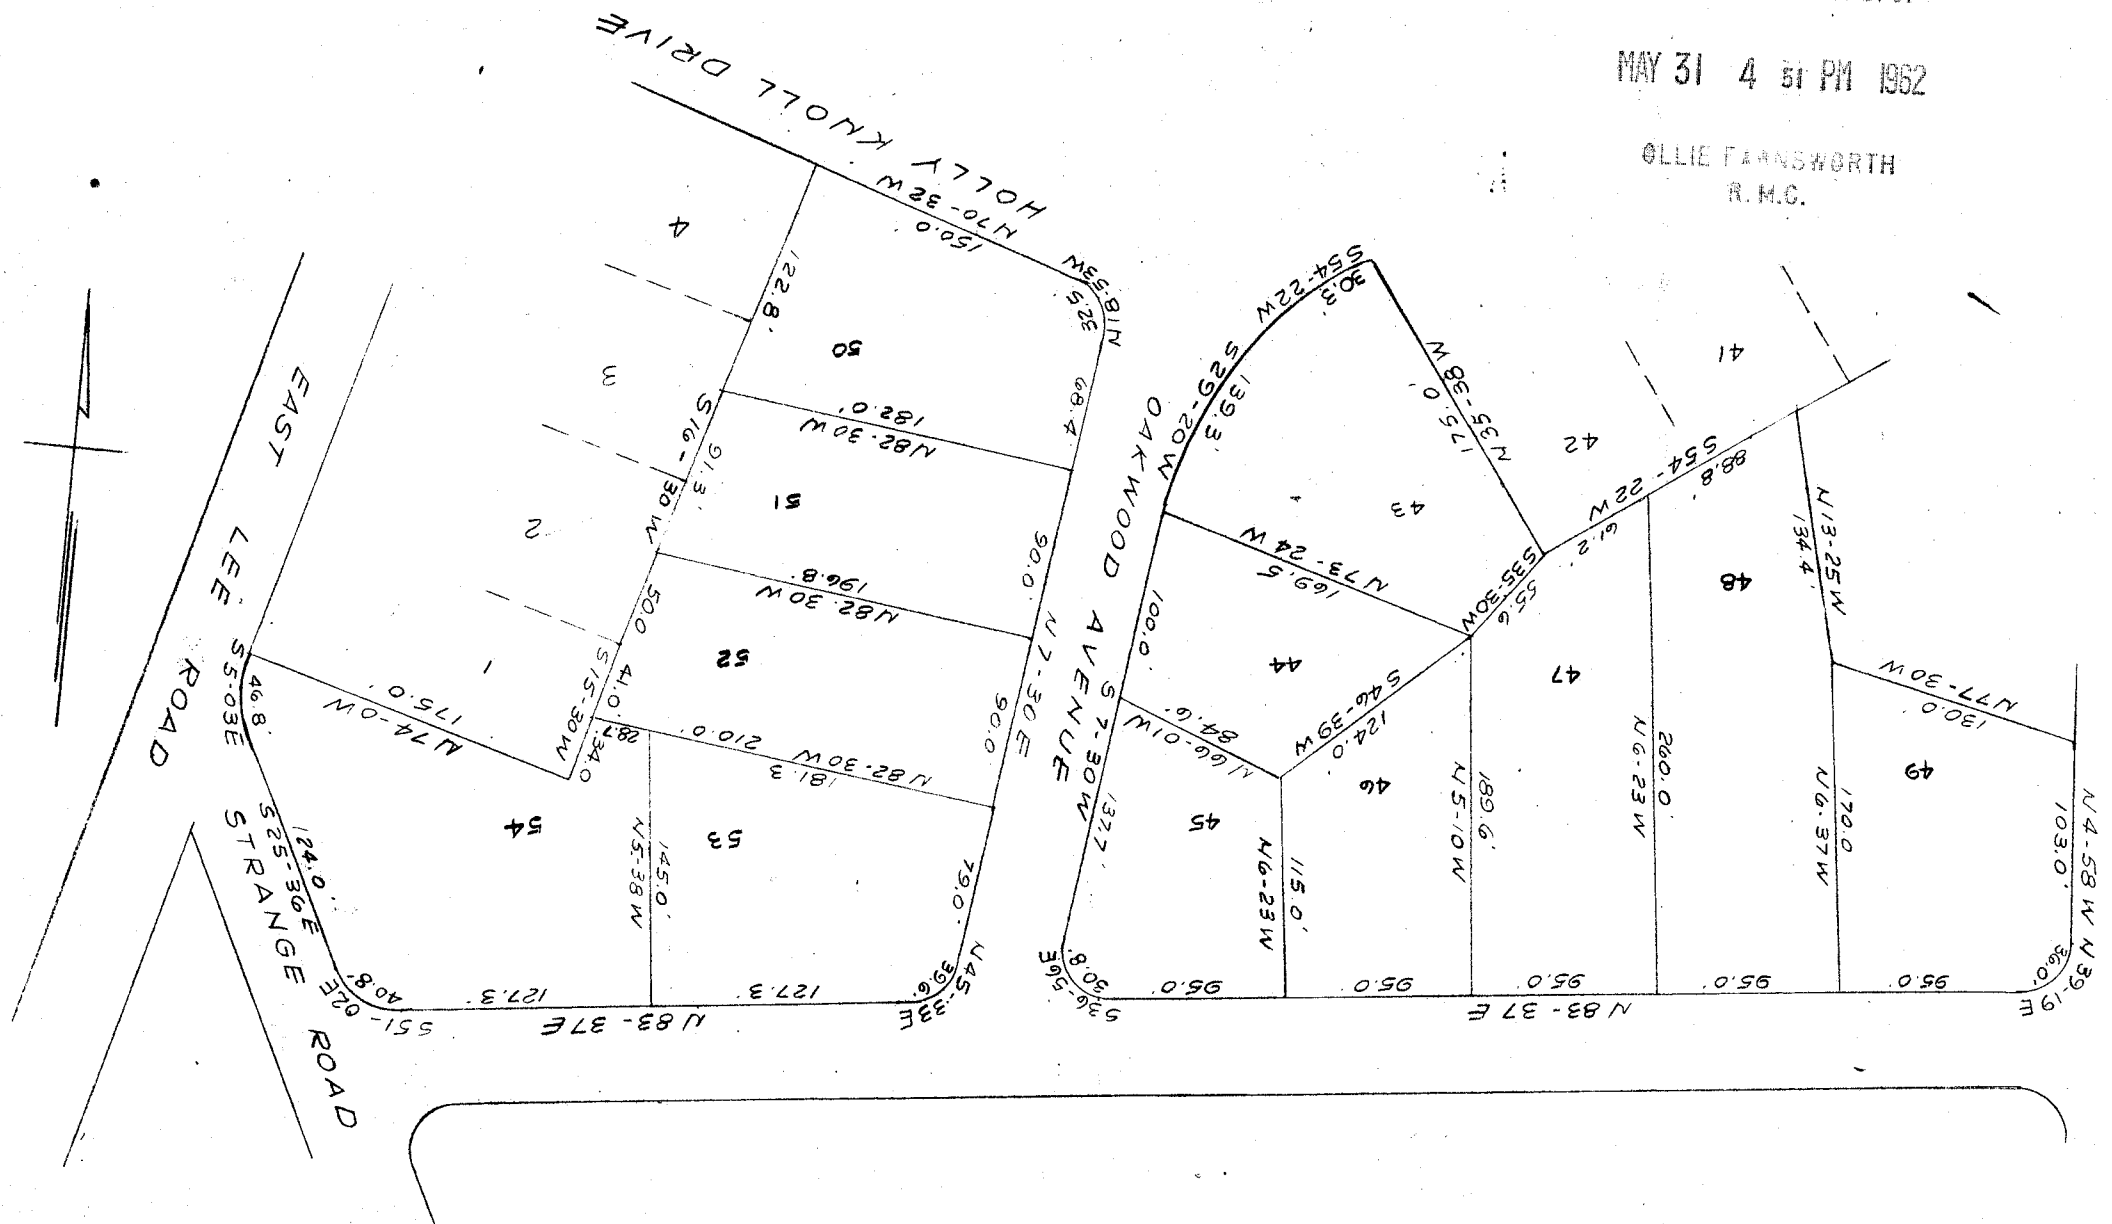 MAY 31 4 51 PM 1962
OLLIE FARNSWORTH
R. M.C.
HOLLY KNOLL DRIVE
N70-32W
150.0'
N18-53W
32.5
4
122.8'
50
68.4'
3
N82-30W
182.0'
S16-30W
91.3'
51
90.0'
2
N82-30W
196.8'
50.0
52
N7-30E
90.0'
1
41.0'
S15-30W
34.0
N74-0W
175.0'
28.7
210.0'
N82-30W
181.3
54
N5-38W
145.0'
53
79.0'
EAST LEE ROAD
S5-03E
46.8'
S25-36E
124.0'
STRANGE ROAD
S51-02E
40.8'
127.3'
127.3'
N83-37E
N45-33E
39.6'
OAKWOOD AVENUE
S54-22W
30.3'
S29-20W
139.3'
N35-38W
175.0'
43
42
41
N73-24W
169.5
100.0'
44
S35-30W
55.6
S54-22W
61.2'
88.8'
S7-30W
137.7'
N66-01W
84.6'
S46-39W
124.0'
45
46
47
48
49
N6-23W
115.0'
N5-10W
189.6'
N6-23W
260.0'
N13-25W
134.4'
N77-30W
130.0'
N6-37W
170.0
N4-58W
103.0'
N39-19E
36.0'
S36-56E
30.8'
95.0'
95.0'
95.0'
95.0'
95.0'
N83-37E